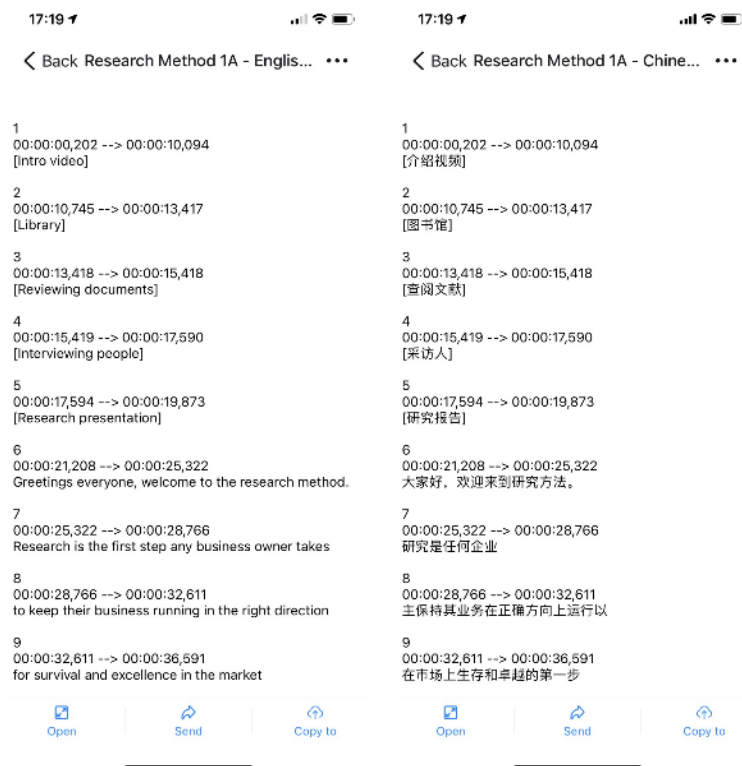 17:19
Back Research Method 1A - Englis...
1
00:00:00,202 --> 00:00:10,094
[Intro video]
2
00:00:10,745 --> 00:00:13,417
[Library]
3
00:00:13,418 --> 00:00:15,418
[Reviewing documents]
4
00:00:15,419 --> 00:00:17,590
[Interviewing people]
5
00:00:17,594 --> 00:00:19,873
[Research presentation]
6
00:00:21,208 --> 00:00:25,322
Greetings everyone, welcome to the research method.
7
00:00:25,322 --> 00:00:28,766
Research is the first step any business owner takes
8
00:00:28,766 --> 00:00:32,611
to keep their business running in the right direction
9
00:00:32,611 --> 00:00:36,591
for survival and excellence in the market
Open Send Copy to
17:19
Back Research Method 1A - Chine...
1
00:00:00,202 --> 00:00:10,094
[介绍视频]
2
00:00:10,745 --> 00:00:13,417
[图书馆]
3
00:00:13,418 --> 00:00:15,418
[查阅文献]
4
00:00:15,419 --> 00:00:17,590
[采访人]
5
00:00:17,594 --> 00:00:19,873
[研究报告]
6
00:00:21,208 --> 00:00:25,322
大家好，欢迎来到研究方法。
7
00:00:25,322 --> 00:00:28,766
研究是任何企业
8
00:00:28,766 --> 00:00:32,611
主保持其业务在正确方向上运行以
9
00:00:32,611 --> 00:00:36,591
在市场上生存和卓越的第一步
Open Send Copy to